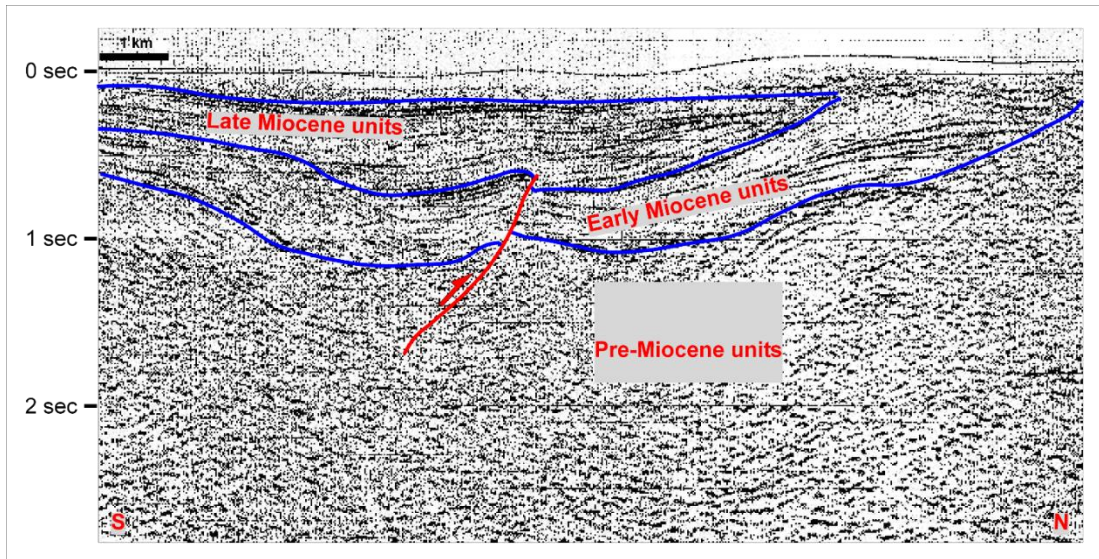 1 km
0 sec
Late Miocene units
Early Miocene units
1 sec
Pre-Miocene units
2 sec
S
N